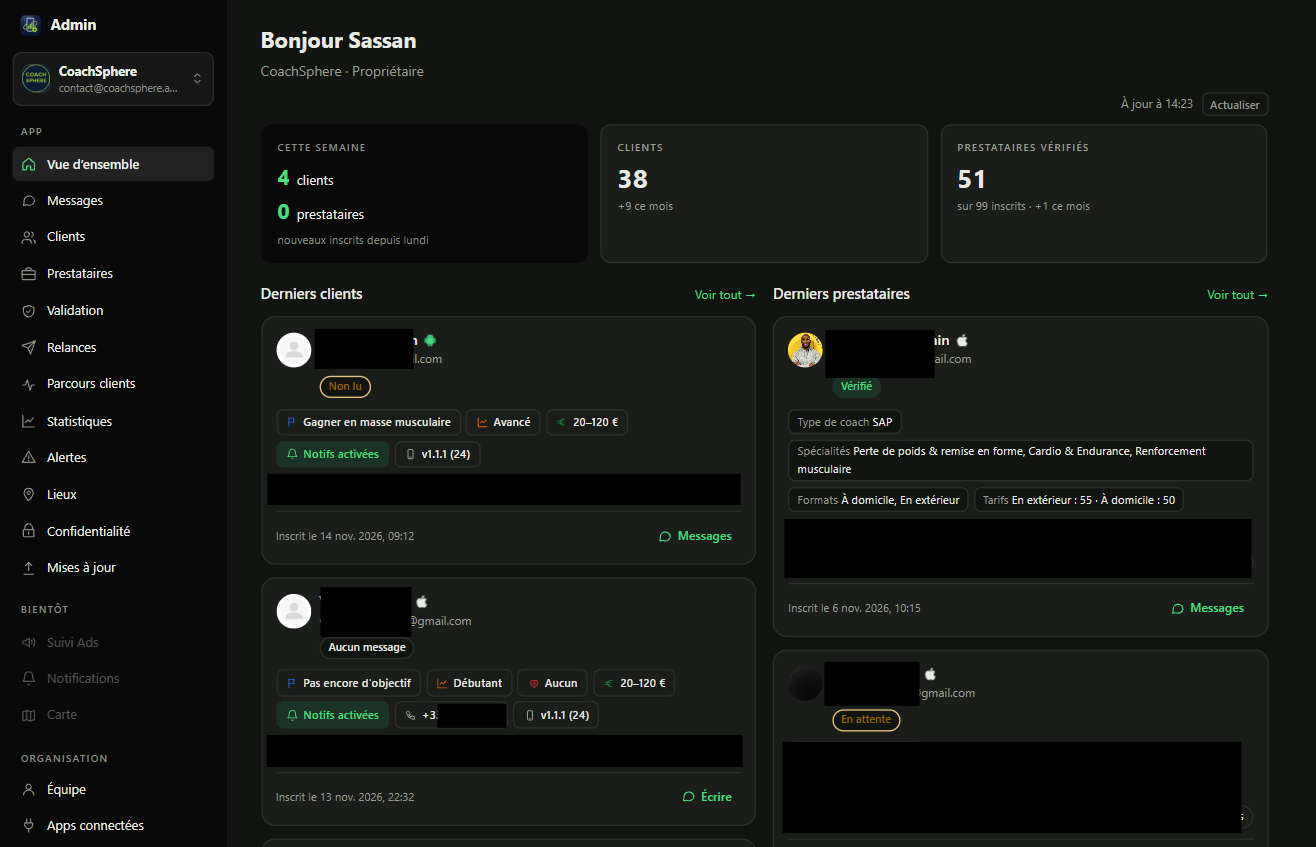 Admin
COACH SPHERE
CoachSphere
contact@coachsphere.a...
APP
Vue d'ensemble
Messages
Clients
Prestataires
Validation
Relances
Parcours clients
Statistiques
Alertes
Lieux
Confidentialité
Mises à jour
BIENTÔT
Suivi Ads
Notifications
Carte
ORGANISATION
Équipe
Apps connectées
Bonjour Sassan
CoachSphere · Propriétaire
À jour à 14:23 Actualiser
CETTE SEMAINE
4 clients
0 prestataires
nouveaux inscrits depuis lundi
CLIENTS
38
+9 ce mois
PRESTATAIRES VÉRIFIÉS
51
sur 99 inscrits · +1 ce mois
Derniers clients Voir tout →
l.com
Non lu
Gagner en masse musculaire Avancé € 20–120 €
Notifs activées v1.1.1 (24)
Inscrit le 14 nov. 2026, 09:12 Messages
@gmail.com
Aucun message
Pas encore d'objectif Débutant Aucun € 20–120 €
Notifs activées +3 v1.1.1 (24)
Inscrit le 13 nov. 2026, 22:32 Écrire
Derniers prestataires Voir tout →
ain
ail.com
Vérifié
Type de coach SAP
Spécialités Perte de poids & remise en forme, Cardio & Endurance, Renforcement
musculaire
Formats À domicile, En extérieur Tarifs En extérieur : 55 · À domicile : 50
Inscrit le 6 nov. 2026, 10:15 Messages
gmail.com
En attente
s